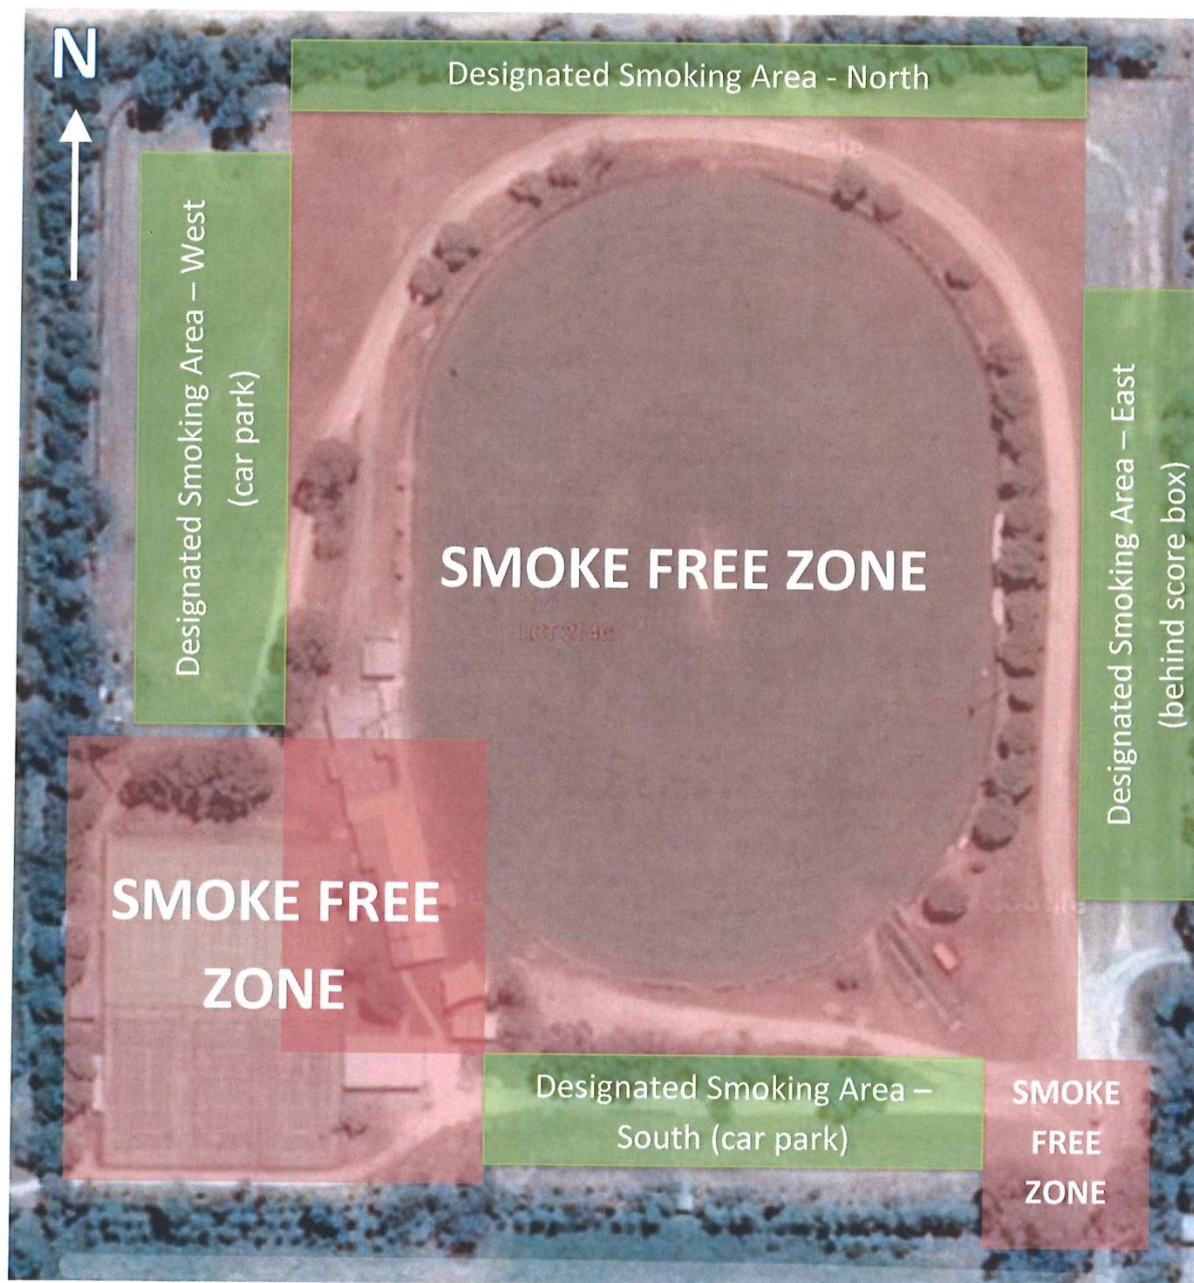 N
Designated Smoking Area - North
Designated Smoking Area – West
(car park)
Designated Smoking Area – East
(behind score box)
SMOKE FREE ZONE
SMOKE FREE
ZONE
Designated Smoking Area –
South (car park)
SMOKE
FREE
ZONE